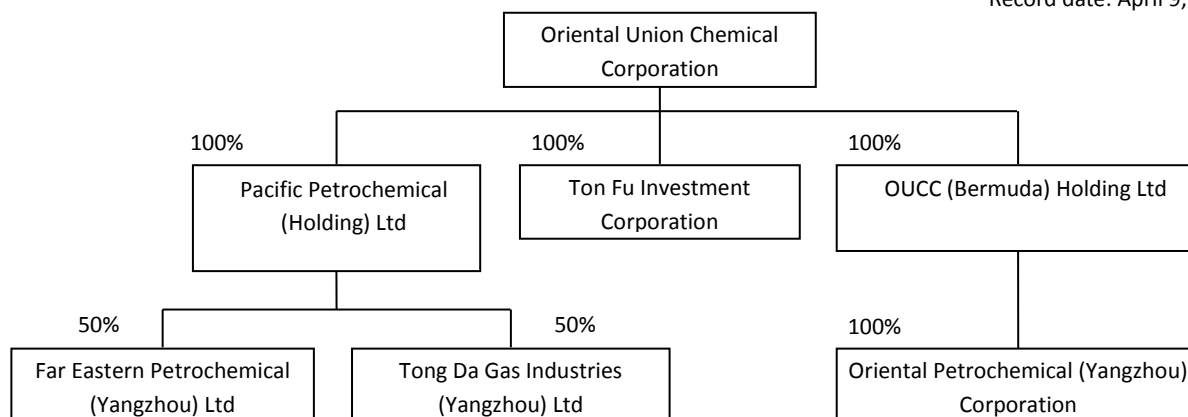 Record date: April 9,
Oriental Union Chemical
Corporation
100%
100%
100%
Pacific Petrochemical
(Holding) Ltd
Ton Fu Investment
Corporation
OUCC (Bermuda) Holding Ltd
50%
50%
100%
Far Eastern Petrochemical
(Yangzhou) Ltd
Tong Da Gas Industries
(Yangzhou) Ltd
Oriental Petrochemical (Yangzhou)
Corporation